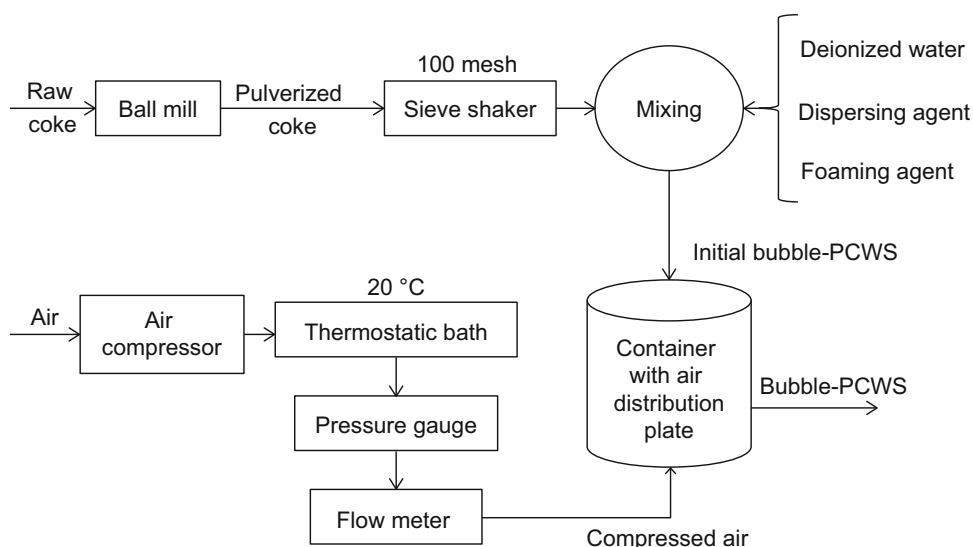 100 mesh
Raw
coke
Ball mill
Pulverized
coke
Sieve shaker
Mixing
Deionized water
Dispersing agent
Foaming agent
Initial bubble-PCWS
20 °C
Air
Air
compressor
Thermostatic bath
Pressure gauge
Flow meter
Compressed air
Container
with air
distribution
plate
Bubble-PCWS